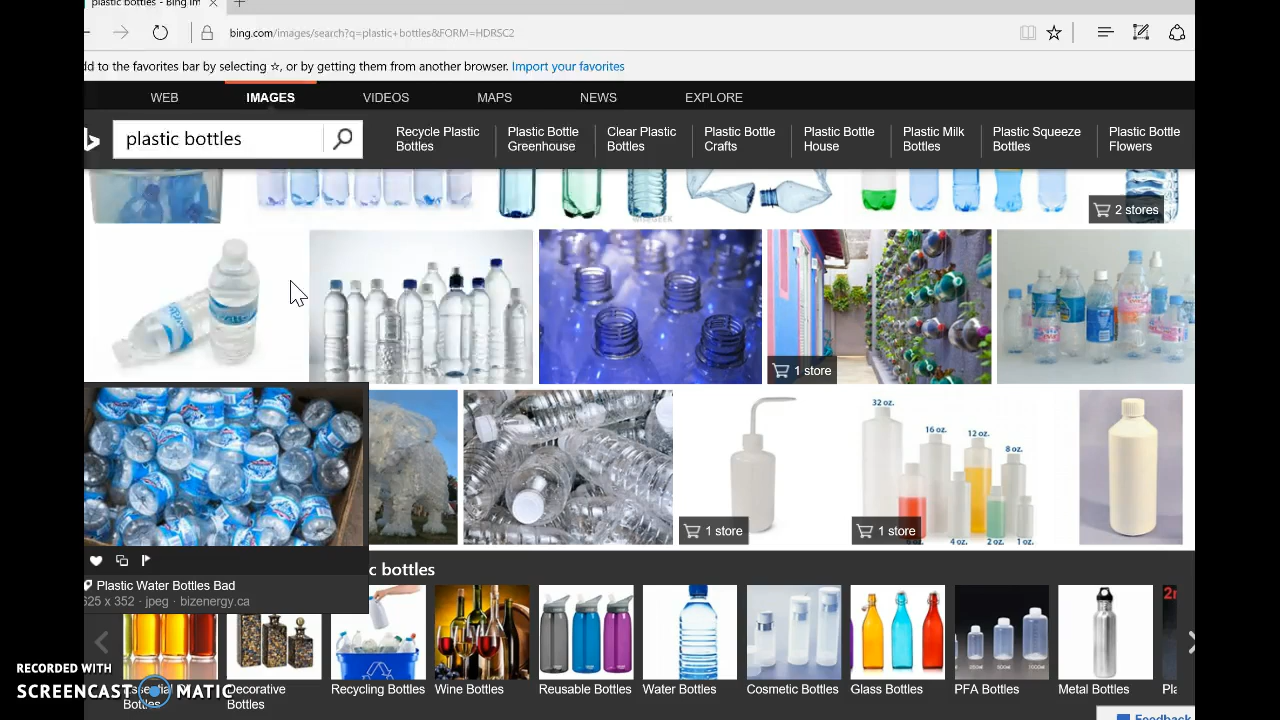 plastic bottles - Bing im
bing.com/images/search?q=plastic+bottles&FORM=HDRSC2
dd to the favorites bar by selecting ☆, or by getting them from another browser. Import your favorites
WEB IMAGES VIDEOS MAPS NEWS EXPLORE
b
plastic bottles
Recycle Plastic
Bottles
Plastic Bottle
Greenhouse
Clear Plastic
Bottles
Plastic Bottle
Crafts
Plastic Bottle
House
Plastic Milk
Bottles
Plastic Squeeze
Bottles
Plastic Bottle
Flowers
2 stores
1 store
32 oz.
16 oz.
12 oz.
8 oz.
4 oz. 2 oz. 1 oz.
1 store
1 store
Plastic Water Bottles Bad
625 x 352 · jpeg · bizenergy.ca
c bottles
Essential
Bottles
Decorative
Bottles
Recycling Bottles
Wine Bottles
Reusable Bottles
Water Bottles
Cosmetic Bottles
Glass Bottles
PFA Bottles
Metal Bottles
Pla
Feedback
RECORDED WITH
SCREENCAST MATIC